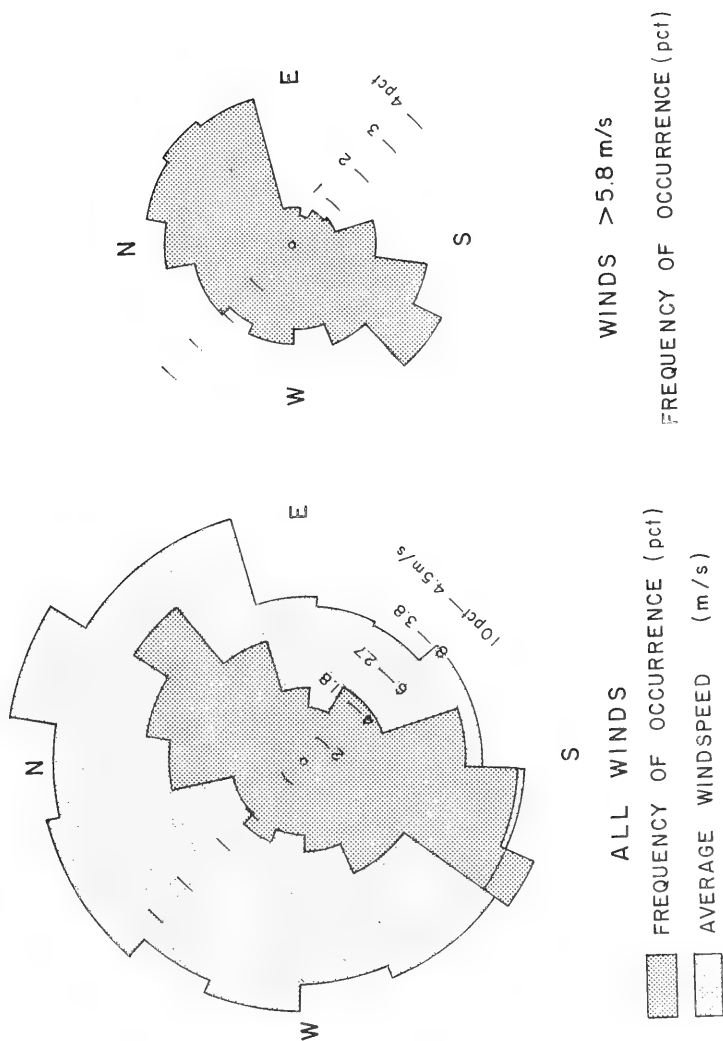 N
E
S
W
2
4
1.8
6
2.7
8
3.8
10pct
4.5m/s
ALL WINDS
FREQUENCY OF OCCURRENCE (pct)
AVERAGE WINDSPEED (m/s)
N
E
S
W
2
3
4pct
WINDS >5.8 m/s
FREQUENCY OF OCCURRENCE (pct)